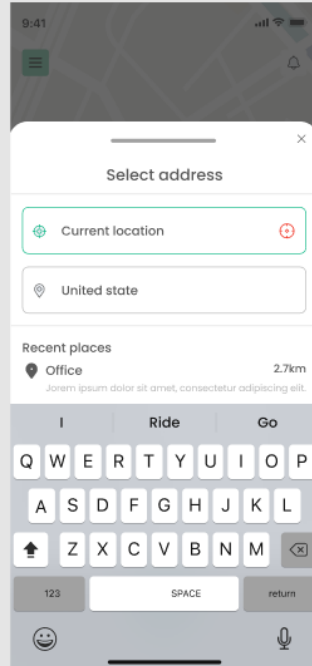 9:41
Select address
Current location
United state
Recent places
Office 2.7km
Jorem ipsum dolor sit amet, consectetur adipiscing elit.
I Ride Go
Q W E R T Y U I O P
A S D F G H J K L
Z X C V B N M
123 SPACE return